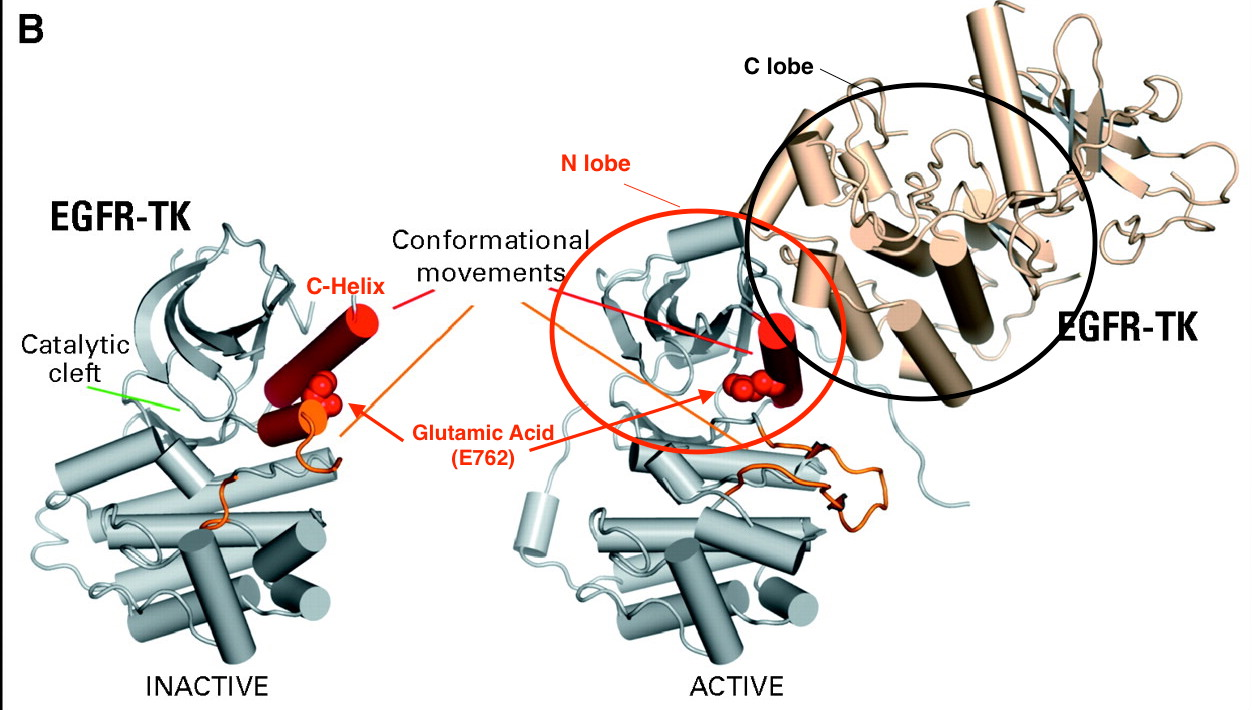 B
C lobe
N lobe
EGFR-TK
Conformational
movements
C-Helix
EGFR-TK
Catalytic
cleft
Glutamic Acid
(E762)
INACTIVE
ACTIVE